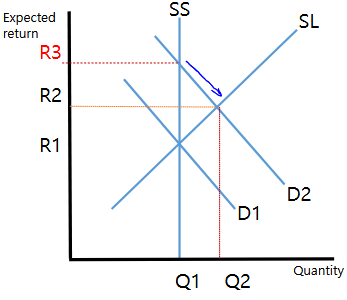 Expected
return
SS
SL
R3
R2
R1
D2
D1
Quantity
Q1
Q2